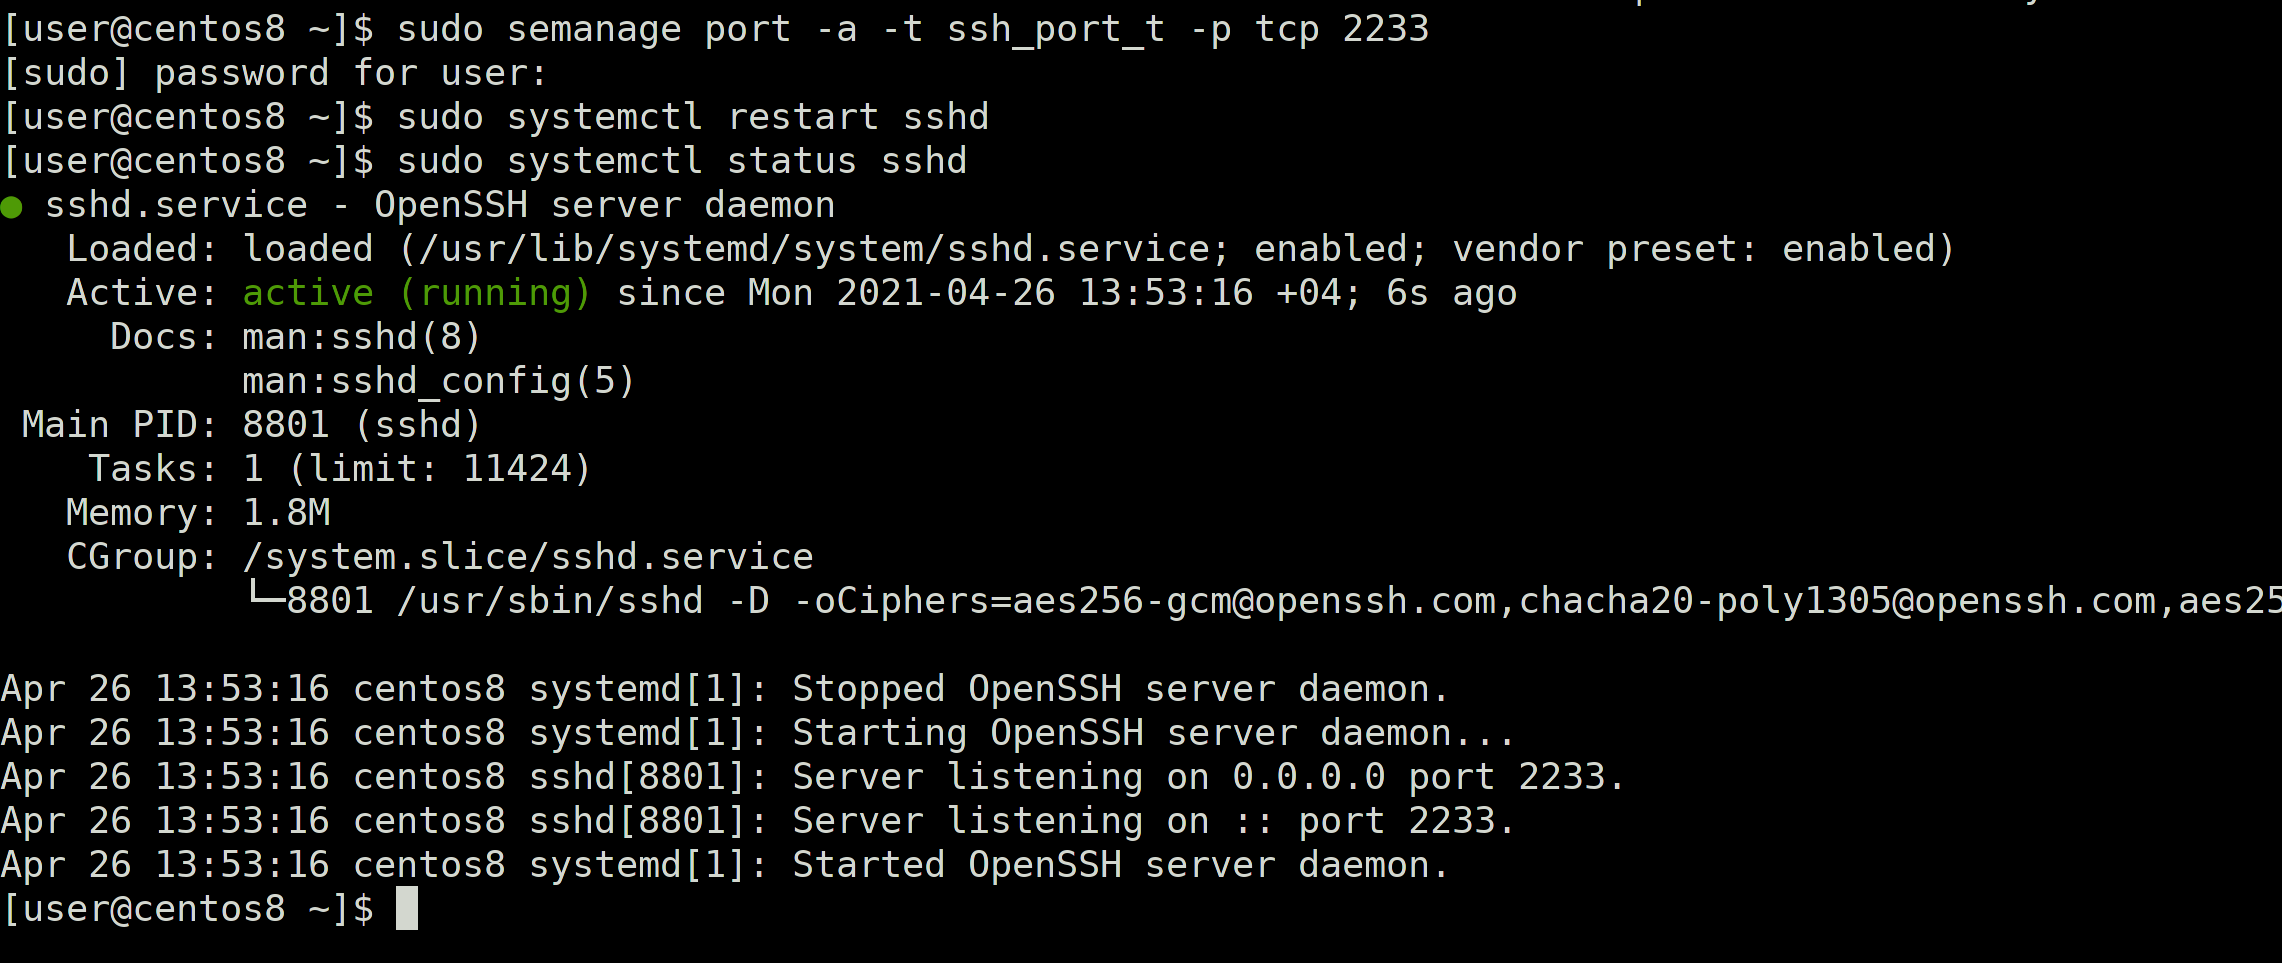 [user@centos8 ~]$ sudo semanage port -a -t ssh_port_t -p tcp 2233
[sudo] password for user:
[user@centos8 ~]$ sudo systemctl restart sshd
[user@centos8 ~]$ sudo systemctl status sshd
● sshd.service - OpenSSH server daemon
   Loaded: loaded (/usr/lib/systemd/system/sshd.service; enabled; vendor preset: enabled)
   Active: active (running) since Mon 2021-04-26 13:53:16 +04; 6s ago
     Docs: man:sshd(8)
           man:sshd_config(5)
 Main PID: 8801 (sshd)
    Tasks: 1 (limit: 11424)
   Memory: 1.8M
   CGroup: /system.slice/sshd.service
           └─8801 /usr/sbin/sshd -D -oCiphers=aes256-gcm@openssh.com,chacha20-poly1305@openssh.com,aes25

Apr 26 13:53:16 centos8 systemd[1]: Stopped OpenSSH server daemon.
Apr 26 13:53:16 centos8 systemd[1]: Starting OpenSSH server daemon...
Apr 26 13:53:16 centos8 sshd[8801]: Server listening on 0.0.0.0 port 2233.
Apr 26 13:53:16 centos8 sshd[8801]: Server listening on :: port 2233.
Apr 26 13:53:16 centos8 systemd[1]: Started OpenSSH server daemon.
[user@centos8 ~]$